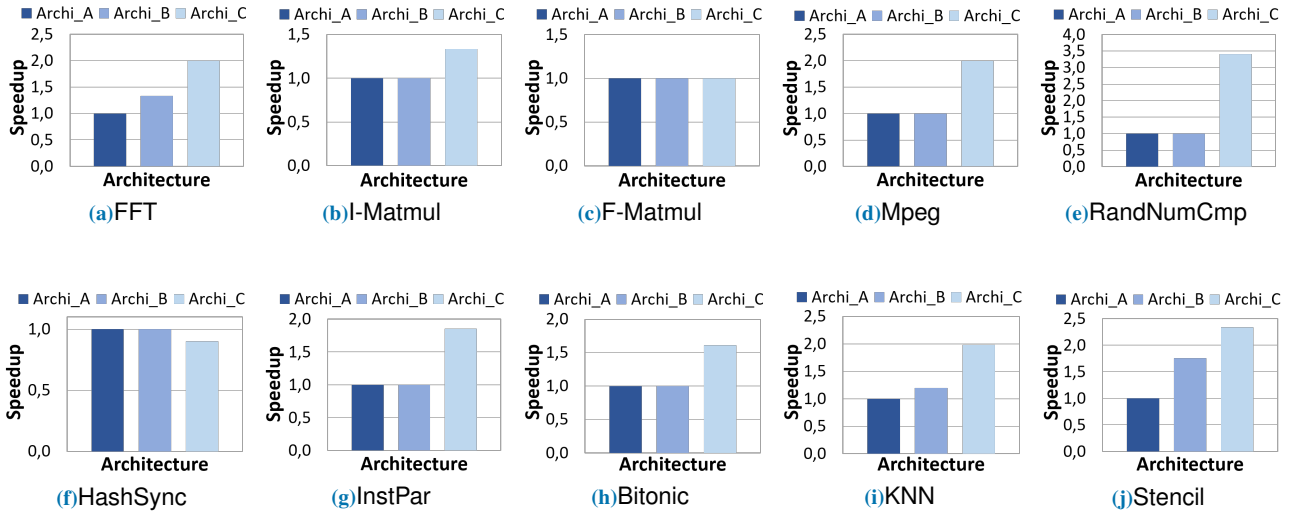 Archi_A Archi_B Archi_C
2,5
2,0
1,5
1,0
0,5
0,0
Speedup
Architecture
(a)FFT
Archi_A Archi_B Archi_C
1,5
1,0
0,5
0,0
Speedup
Architecture
(b)I-Matmul
Archi_A Archi_B Archi_C
1,5
1,0
0,5
0,0
Speedup
Architecture
(c)F-Matmul
Archi_A Archi_B Archi_C
2,5
2,0
1,5
1,0
0,5
0,0
Speedup
Architecture
(d)Mpeg
Archi_A Archi_B Archi_C
4,0
3,5
3,0
2,5
2,0
1,5
1,0
0,5
0,0
Speedup
Architecture
(e)RandNumCmp
Archi_A Archi_B Archi_C
1,0
0,5
0,0
Speedup
Architecture
(f)HashSync
Archi_A Archi_B Archi_C
2,0
1,5
1,0
0,5
0,0
Speedup
Architecture
(g)InstPar
Archi_A Archi_B Archi_C
2,0
1,5
1,0
0,5
0,0
Speedup
Architecture
(h)Bitonic
Archi_A Archi_B Archi_C
2,5
2,0
1,5
1,0
0,5
0,0
Speedup
Architecture
(i)KNN
Archi_A Archi_B Archi_C
2,5
2,0
1,5
1,0
0,5
0,0
Speedup
Architecture
(j)Stencil